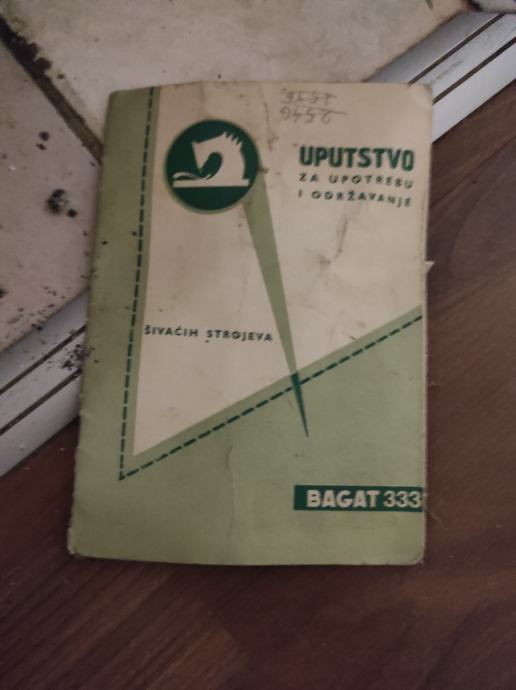 UPUTSTVO
ZA UPOTREBU
I ODRŽAVANJE
ŠIVAĆIH STROJEVA
BAGAT 333